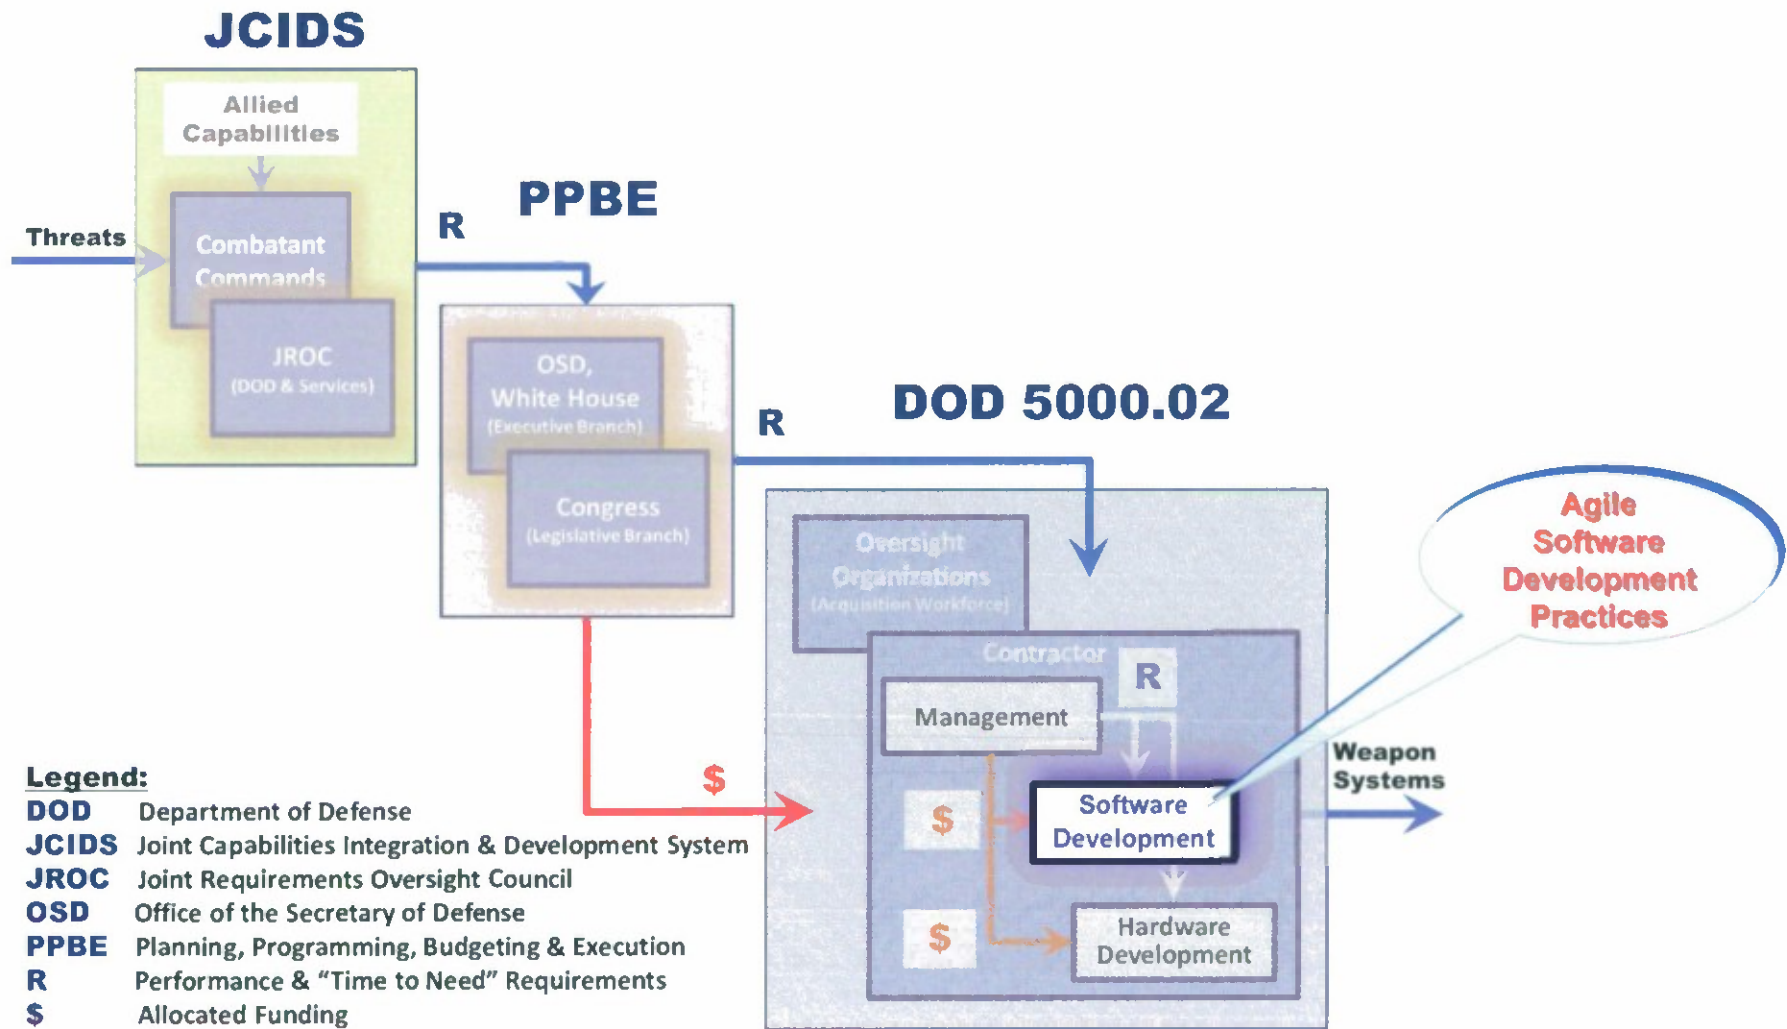 JCIDS
Allied
Capabilities
Threats
Combatant
Commands
JROC
(DOD & Services)
R
PPBE
OSD,
White House
(Executive Branch)
Congress
(Legislative Branch)
R
DOD 5000.02
Oversight
Organizations
(Acquisition Workforce)
Contractor
R
Management
$
$
Software
Development
$
Hardware
Development
Agile
Software
Development
Practices
Weapon
Systems
Legend:
DOD Department of Defense
JCIDS Joint Capabilities Integration & Development System
JROC Joint Requirements Oversight Council
OSD Office of the Secretary of Defense
PPBE Planning, Programming, Budgeting & Execution
R Performance & “Time to Need” Requirements
$ Allocated Funding